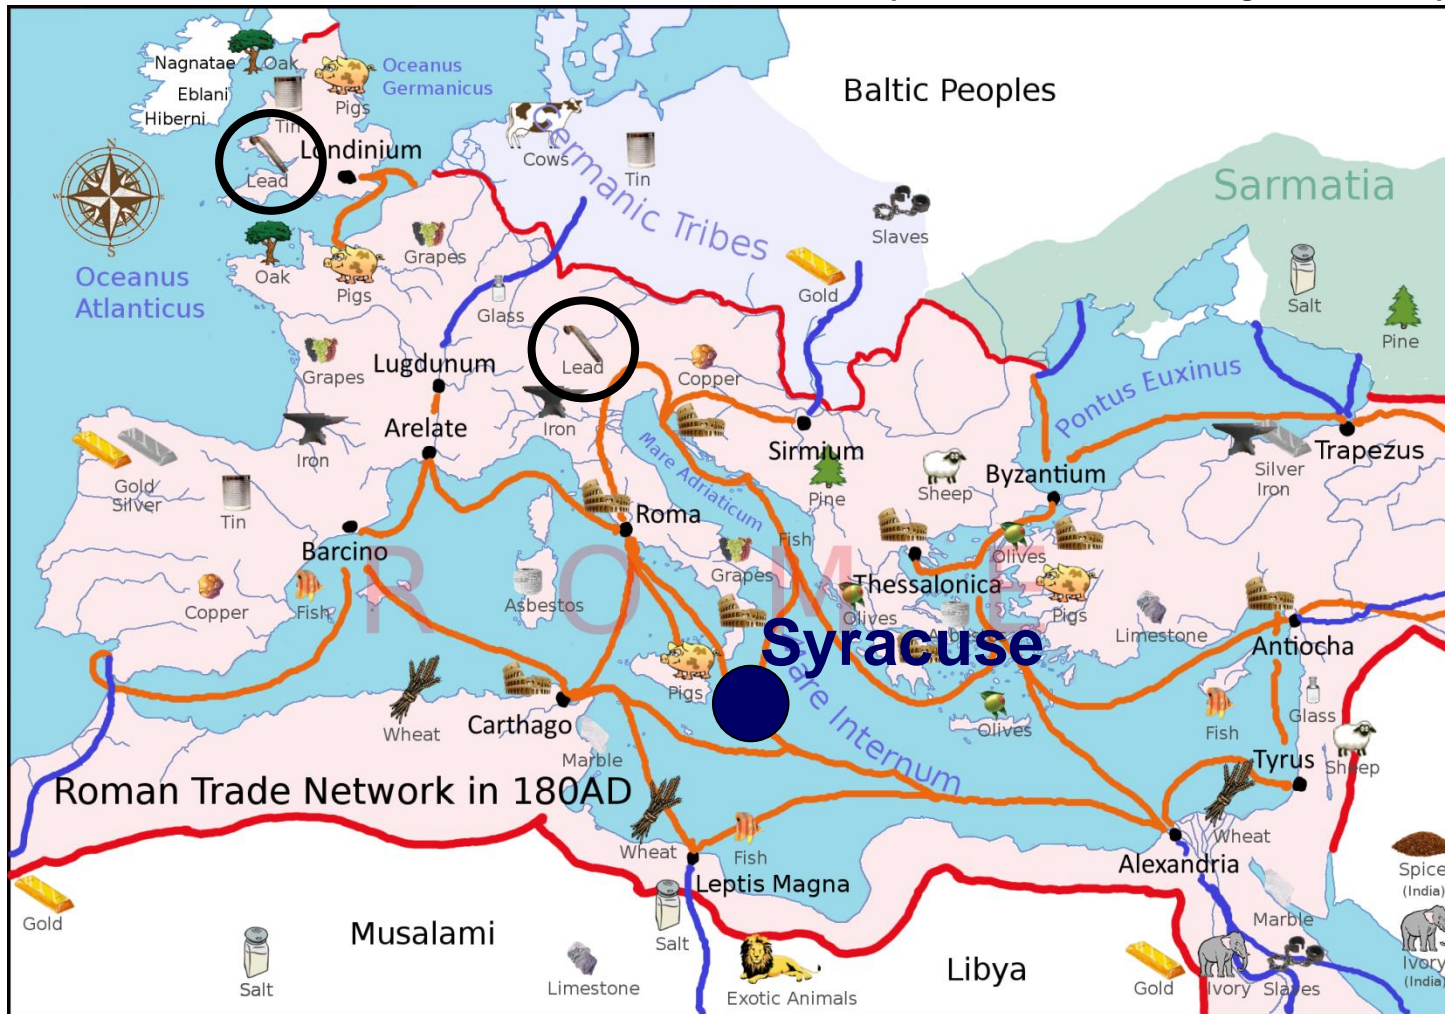 Baltic Peoples
Nagnatae
Oak
Oceanus
Germanicus
Eblani
Pigs
Hiberni
Tin
Londinium
Lead
N
W
E
S
Cows
Tin
Germanic Tribes
Slaves
Sarmatia
Oceanus
Atlanticus
Oak
Pigs
Grapes
Glass
Gold
Salt
Pine
Grapes
Lugdunum
Lead
Copper
Pontus Euxinus
Arelate
Iron
Iron
Sirmium
Trapezus
Mare Adriaticum
Pine
Sheep
Byzantium
Silver
Iron
Gold
Silver
Tin
Roma
Barcino
Fish
Olives
R O M E
Grapes
Thessalonica
Copper
Fish
Asbestos
Olives
Pigs
Limestone
Syracuse
Antiocha
Pigs
Mare Internum
Wheat
Carthago
Olives
Fish
Glass
Marble
Tyrus
Sheep
Roman Trade Network in 180AD
Wheat
Fish
Wheat
Alexandria
Leptis Magna
Spice
(India)
Gold
Musalami
Salt
Marble
Salt
Limestone
Exotic Animals
Libya
Gold
Ivory
Slaves
Ivory
(India)